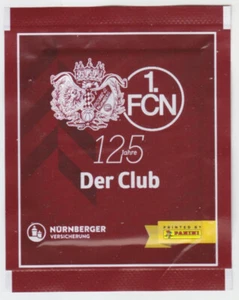 1.
FCN
125
Jahre
Der Club
NÜRNBERGER
VERSICHERUNG
PRINTED BY
PANINI